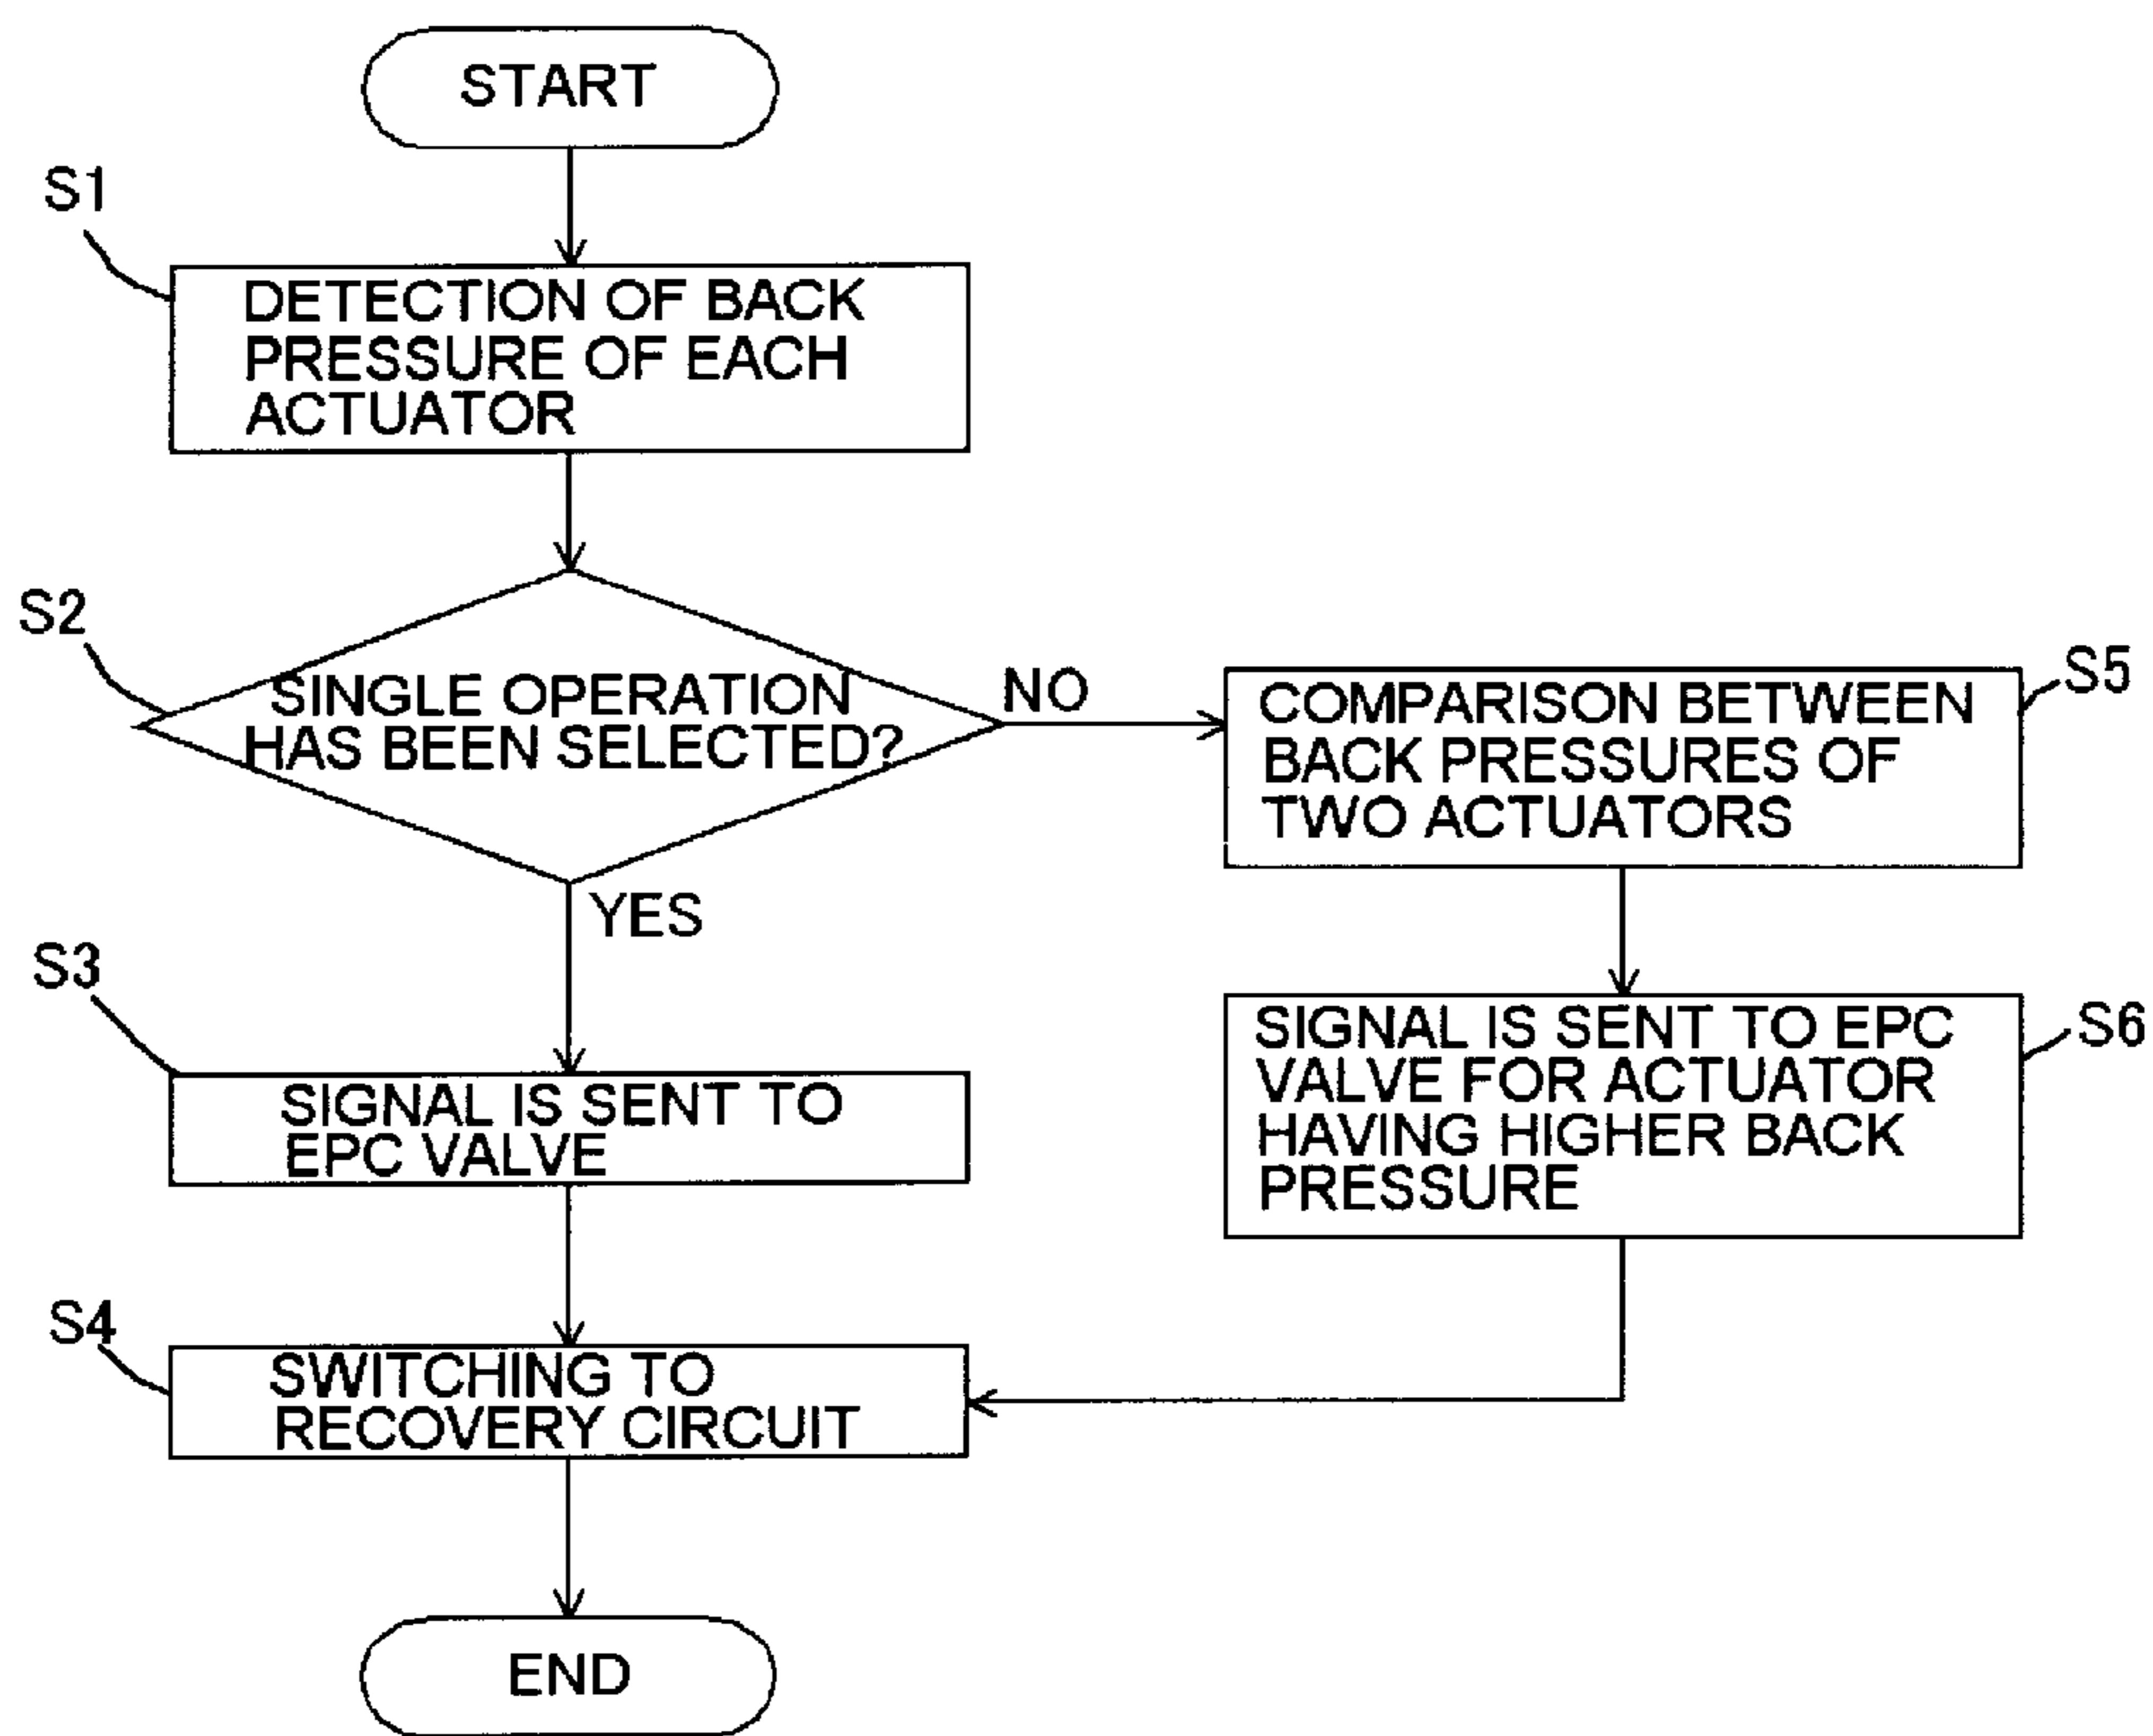 START
S1
DETECTION OF BACK
PRESSURE OF EACH
ACTUATOR
S2
SINGLE OPERATION
HAS BEEN SELECTED?
NO
YES
S5
COMPARISON BETWEEN
BACK PRESSURES OF
TWO ACTUATORS
S3
SIGNAL IS SENT TO
EPC VALVE
S6
SIGNAL IS SENT TO EPC
VALVE FOR ACTUATOR
HAVING HIGHER BACK
PRESSURE
S4
SWITCHING TO
RECOVERY CIRCUIT
END